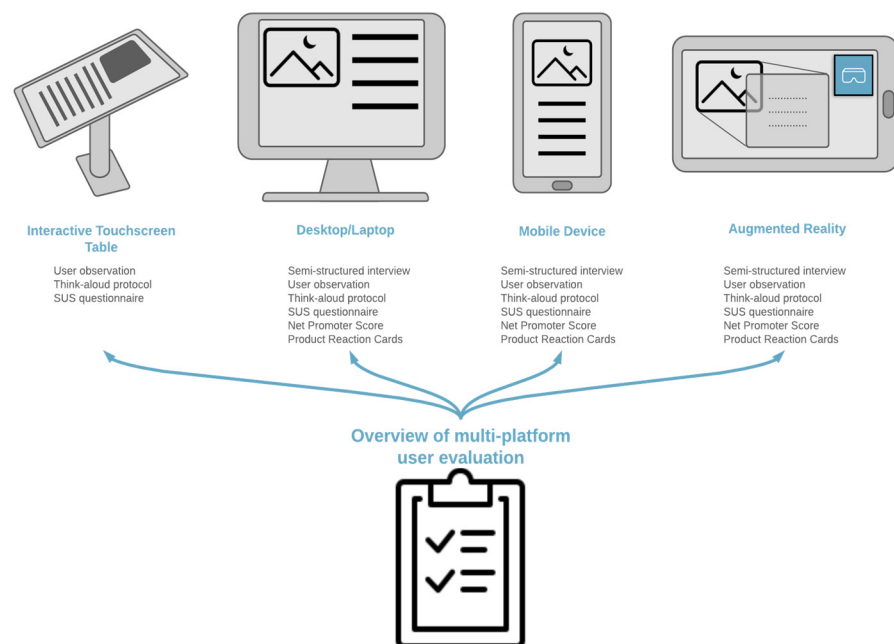 Interactive Touchscreen
Table
User observation
Think-aloud protocol
SUS questionnaire
Desktop/Laptop
Semi-structured interview
User observation
Think-aloud protocol
SUS questionnaire
Net Promoter Score
Product Reaction Cards
Mobile Device
Semi-structured interview
User observation
Think-aloud protocol
SUS questionnaire
Net Promoter Score
Product Reaction Cards
Augmented Reality
Semi-structured interview
User observation
Think-aloud protocol
SUS questionnaire
Net Promoter Score
Product Reaction Cards
Overview of multi-platform
user evaluation